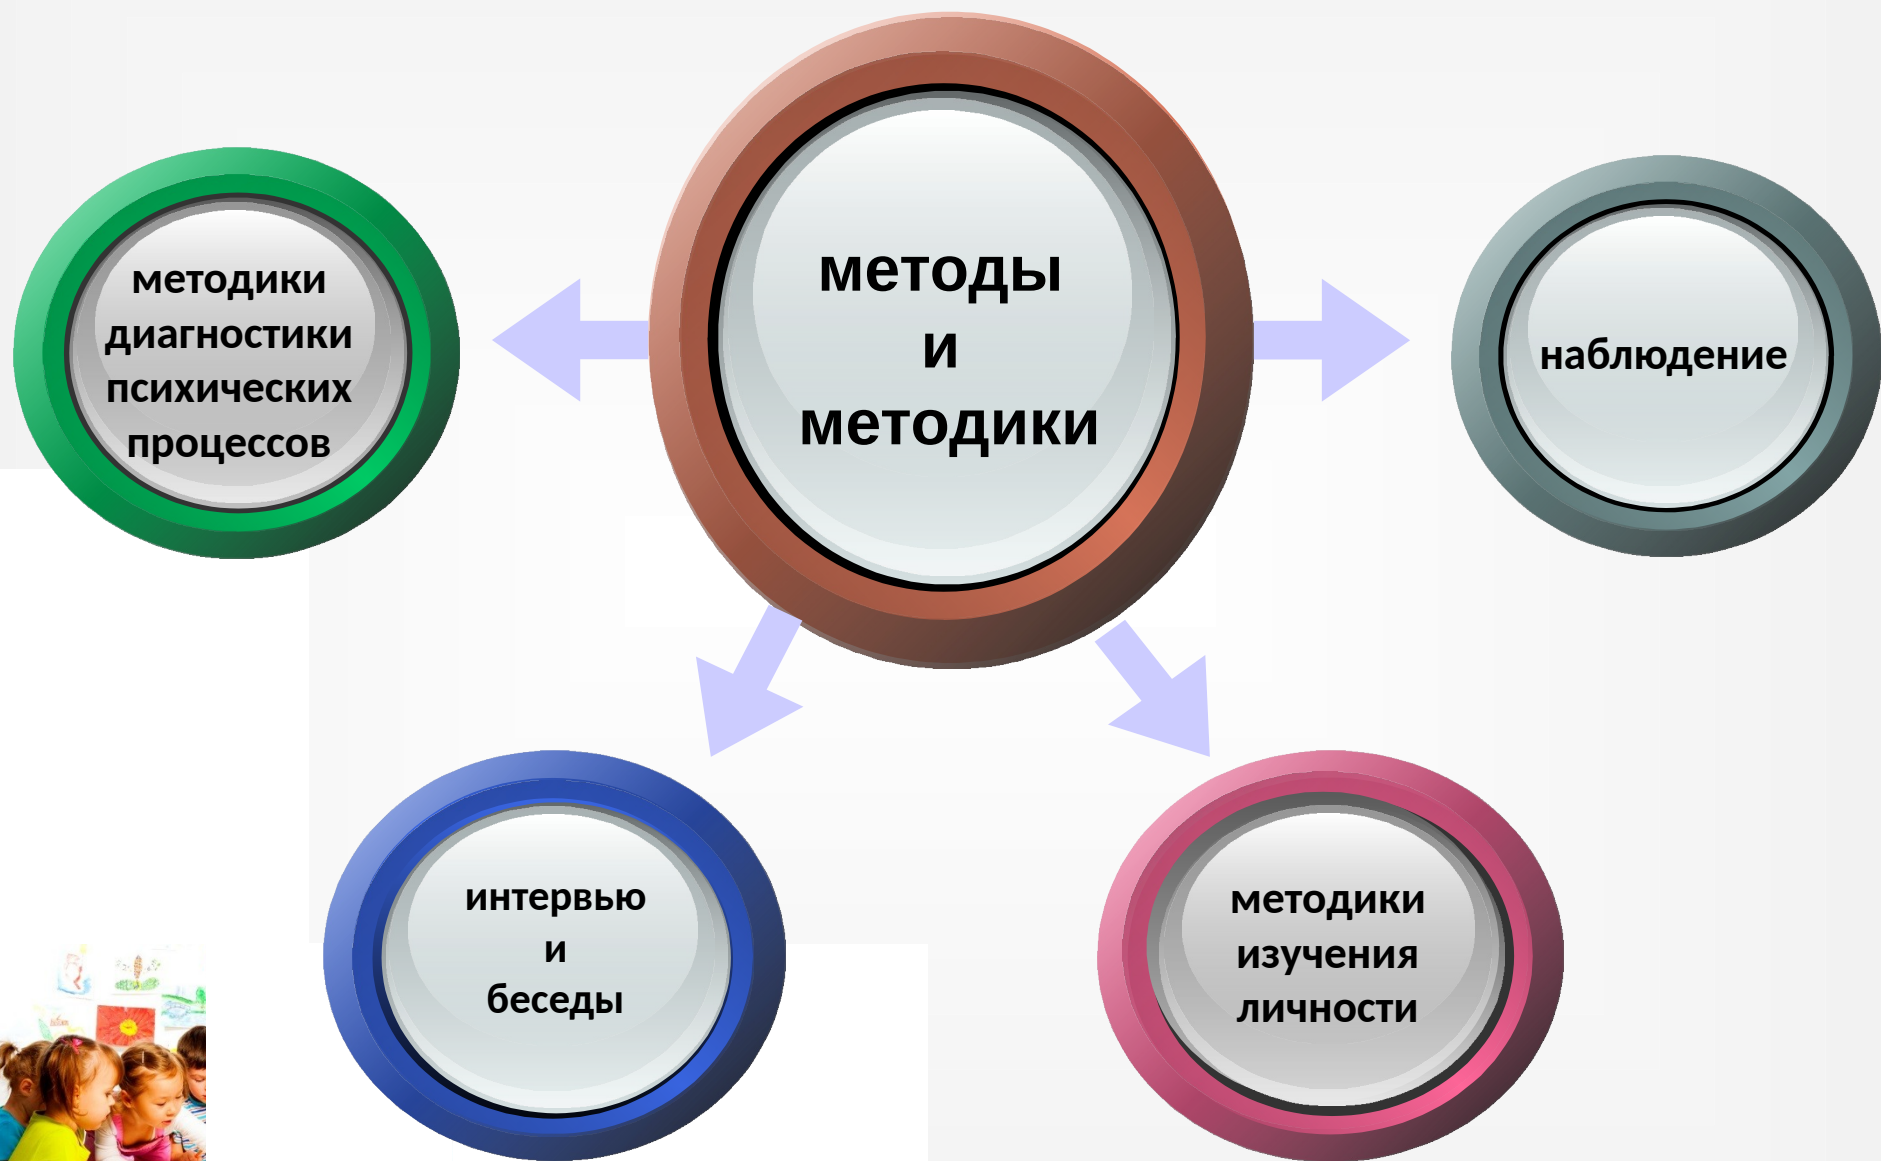 методы
и
методики
методики
диагностики
психических
процессов
наблюдение
интервью
и
беседы
методики
изучения
личности